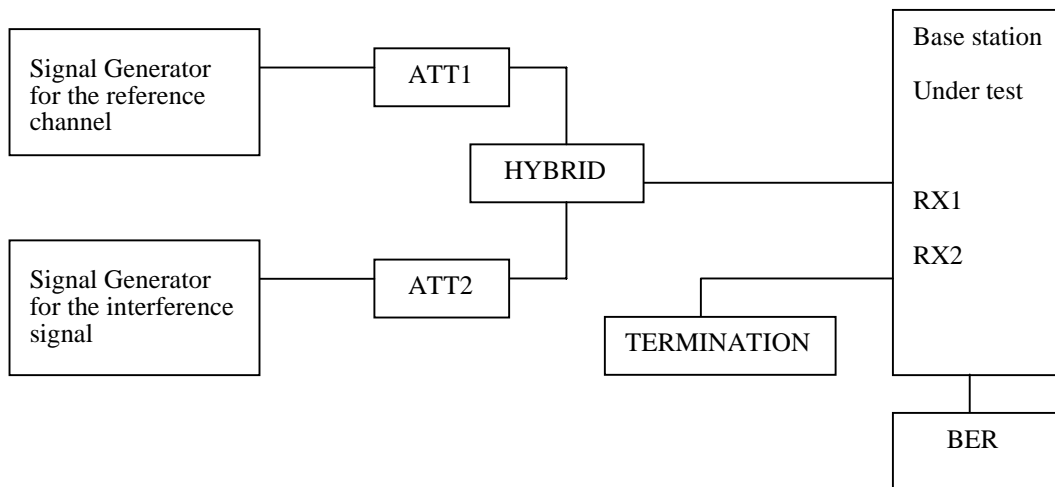 Signal Generator
for the reference
channel
ATT1
HYBRID
Signal Generator
for the interference
signal
ATT2
TERMINATION
Base station
Under test
RX1
RX2
BER